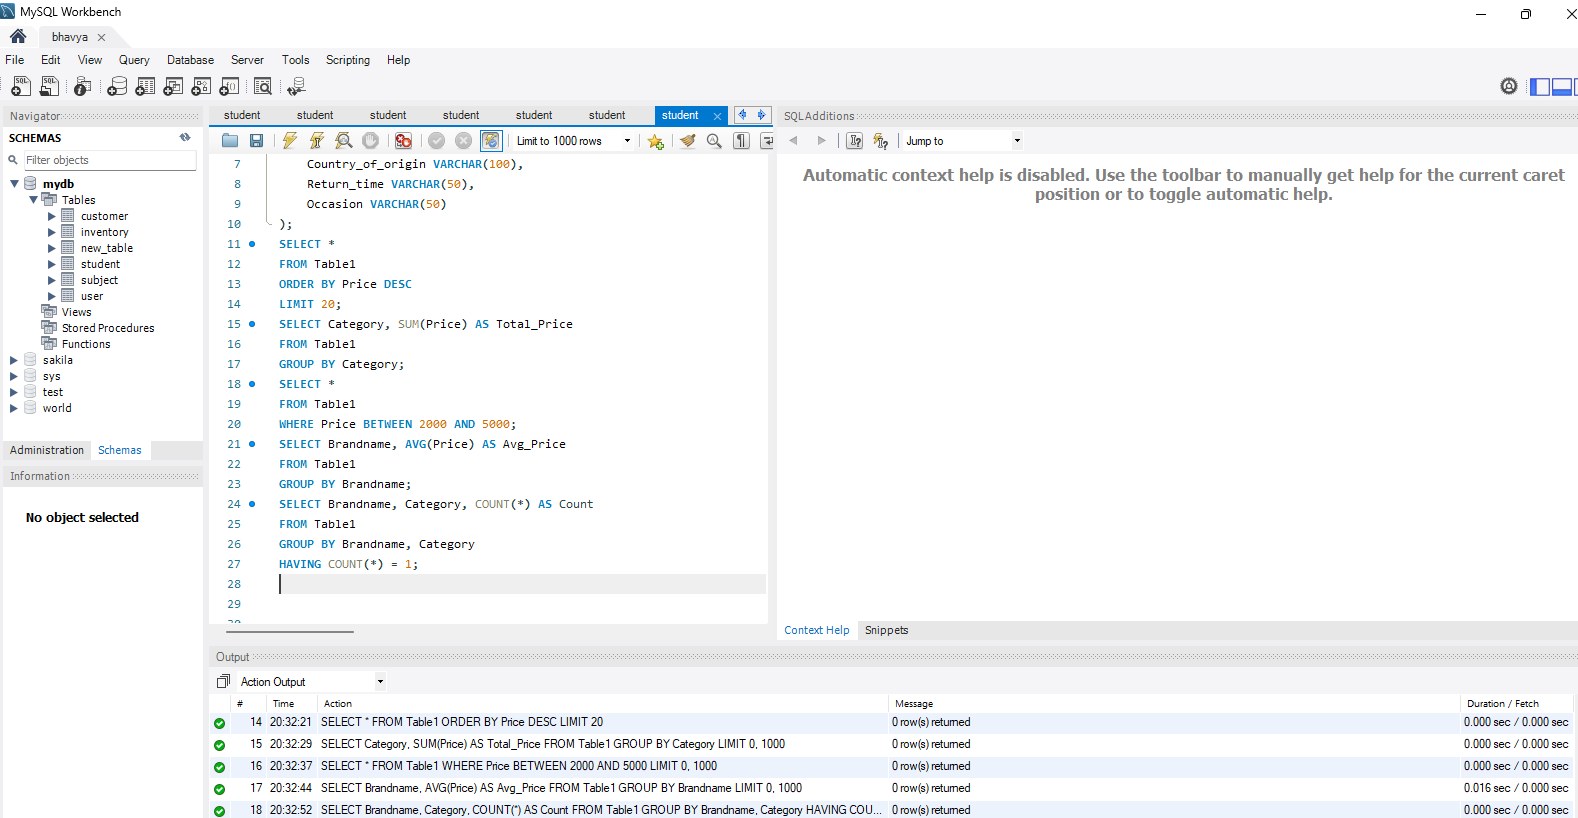 MySQL Workbench
bhavya
File Edit View Query Database Server Tools Scripting Help
Navigator
SCHEMAS
Filter objects
mydb
Tables
customer
inventory
new_table
student
subject
user
Views
Stored Procedures
Functions
sakila
sys
test
world
Administration Schemas
Information
No object selected
student student student student student student student
Limit to 1000 rows
7 Country_of_origin VARCHAR(100),
8 Return_time VARCHAR(50),
9 Occasion VARCHAR(50)
10 );
11 SELECT *
12 FROM Table1
13 ORDER BY Price DESC
14 LIMIT 20;
15 SELECT Category, SUM(Price) AS Total_Price
16 FROM Table1
17 GROUP BY Category;
18 SELECT *
19 FROM Table1
20 WHERE Price BETWEEN 2000 AND 5000;
21 SELECT Brandname, AVG(Price) AS Avg_Price
22 FROM Table1
23 GROUP BY Brandname;
24 SELECT Brandname, Category, COUNT(*) AS Count
25 FROM Table1
26 GROUP BY Brandname, Category
27 HAVING COUNT(*) = 1;
28
29
SQLAdditions
Jump to
Automatic context help is disabled. Use the toolbar to manually get help for the current caret
position or to toggle automatic help.
Context Help Snippets
Output
Action Output
# Time Action Message Duration / Fetch
14 20:32:21 SELECT * FROM Table1 ORDER BY Price DESC LIMIT 20 0 row(s) returned 0.000 sec / 0.000 sec
15 20:32:29 SELECT Category, SUM(Price) AS Total_Price FROM Table1 GROUP BY Category LIMIT 0, 1000 0 row(s) returned 0.000 sec / 0.000 sec
16 20:32:37 SELECT * FROM Table1 WHERE Price BETWEEN 2000 AND 5000 LIMIT 0, 1000 0 row(s) returned 0.000 sec / 0.000 sec
17 20:32:44 SELECT Brandname, AVG(Price) AS Avg_Price FROM Table1 GROUP BY Brandname LIMIT 0, 1000 0 row(s) returned 0.016 sec / 0.000 sec
18 20:32:52 SELECT Brandname, Category, COUNT(*) AS Count FROM Table1 GROUP BY Brandname, Category HAVING COU... 0 row(s) returned 0.000 sec / 0.000 sec